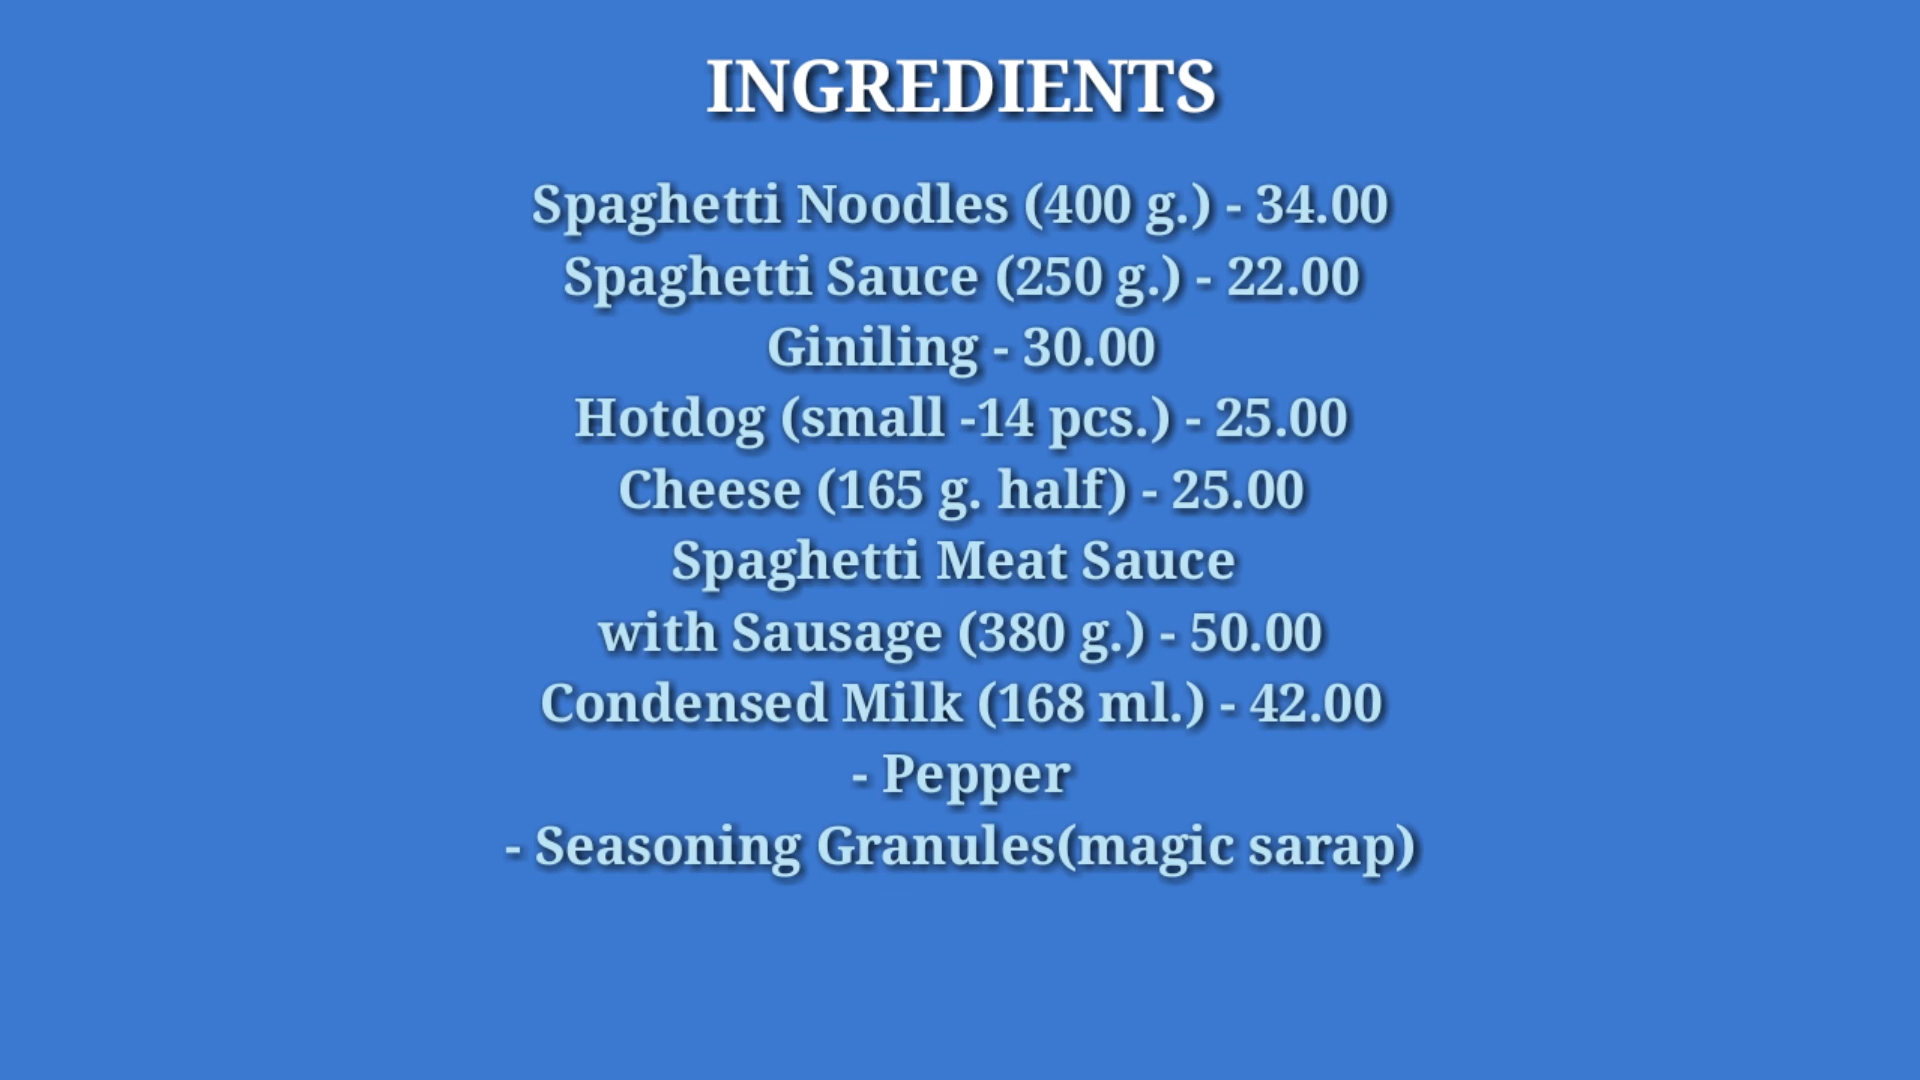 INGREDIENTS
Spaghetti Noodles (400 g.) - 34.00
Spaghetti Sauce (250 g.) - 22.00
Giniling - 30.00
Hotdog (small -14 pcs.) - 25.00
Cheese (165 g. half) - 25.00
Spaghetti Meat Sauce
with Sausage (380 g.) - 50.00
Condensed Milk (168 ml.) - 42.00
- Pepper
- Seasoning Granules(magic sarap)